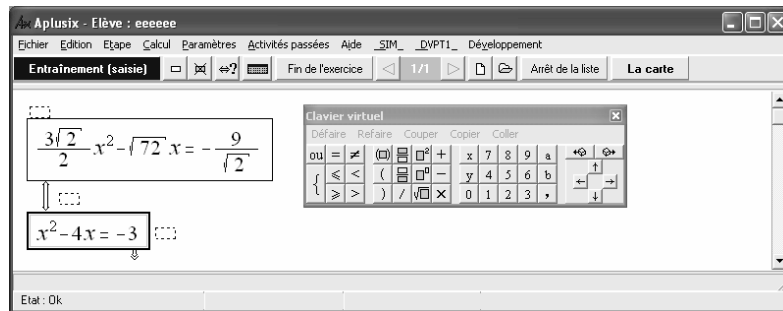 Aplusix - Elève : eeeeee
Fichier Edition Etape Calcul Paramètres Activités passées Aide _SIM_ _DVPT1_ Développement
Entraînement (saisie) ⇔? Fin de l'exercice 1/1 Arrêt de la liste La carte
Clavier virtuel
Défaire Refaire Couper Copier Coller
ou = ≠ (□) □² + x 7 8 9 a
{ ⩽ < ( □⁰ − y 4 5 6 b
⩾ > ) / √□ × 0 1 2 3 ,
3√2/2 x² − √72 x = − 9/√2
x² − 4x = −3
Etat : Ok